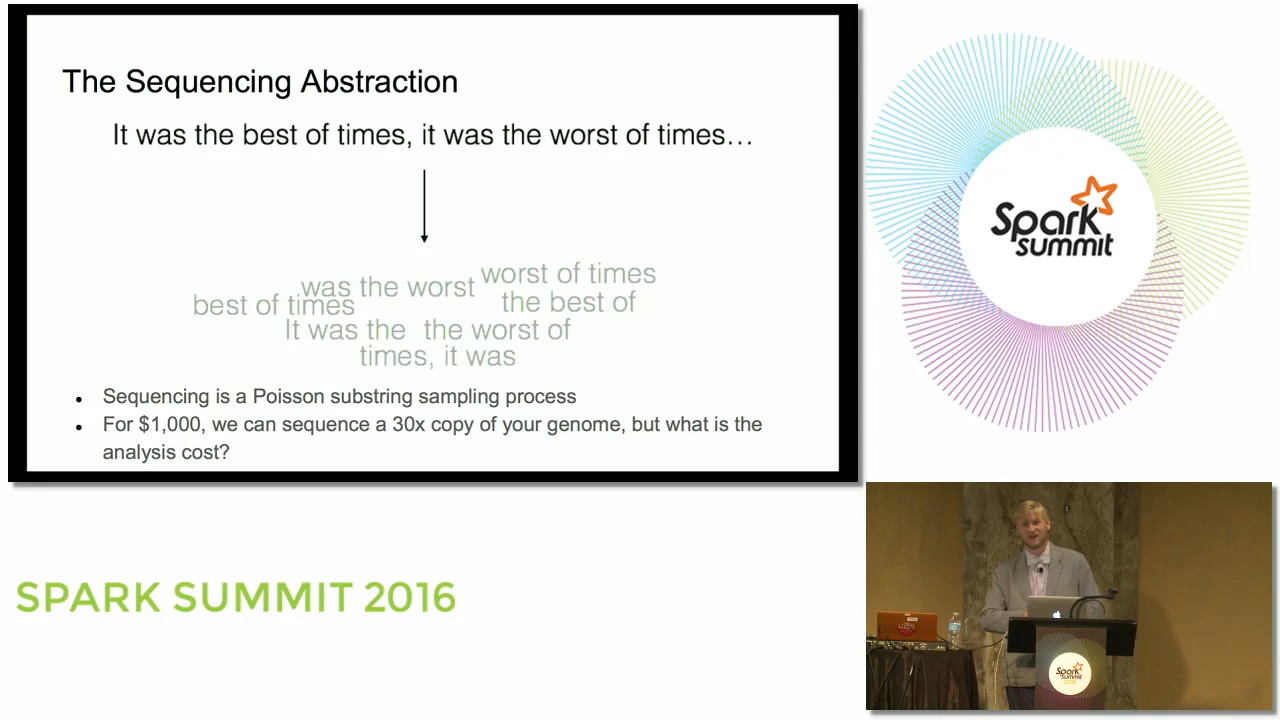 The Sequencing Abstraction
It was the best of times, it was the worst of times…
was the worst
worst of times
best of times
the best of
It was the
the worst of
times, it was
Sequencing is a Poisson substring sampling process
For $1,000, we can sequence a 30x copy of your genome, but what is the
analysis cost?
Spark
summit
SPARK SUMMIT 2016
Spark
summit
2016